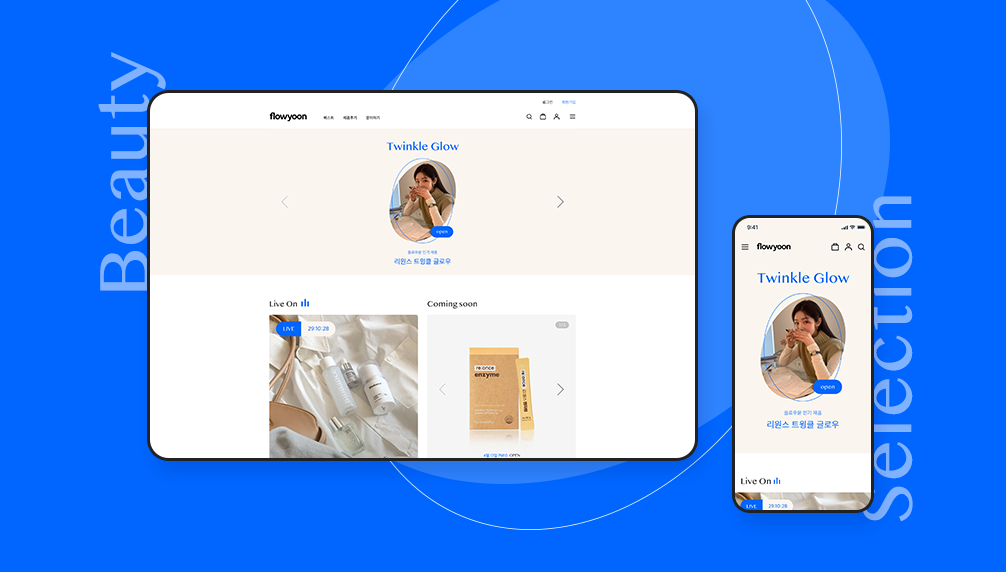 Beauty
로그인 회원가입
flowyoon 베스트 제품후기 문의하기
Twinkle Glow
open
플로우윤 인기 제품
리원스 트윙클 글로우
Live On
LIVE 29:10:28
Coming soon
re;once
enzyme
OPEN
9:41
flowyoon
Twinkle Glow
open
플로우윤 인기 제품
리원스 트윙클 글로우
Live On
LIVE 29:10:28
Selection